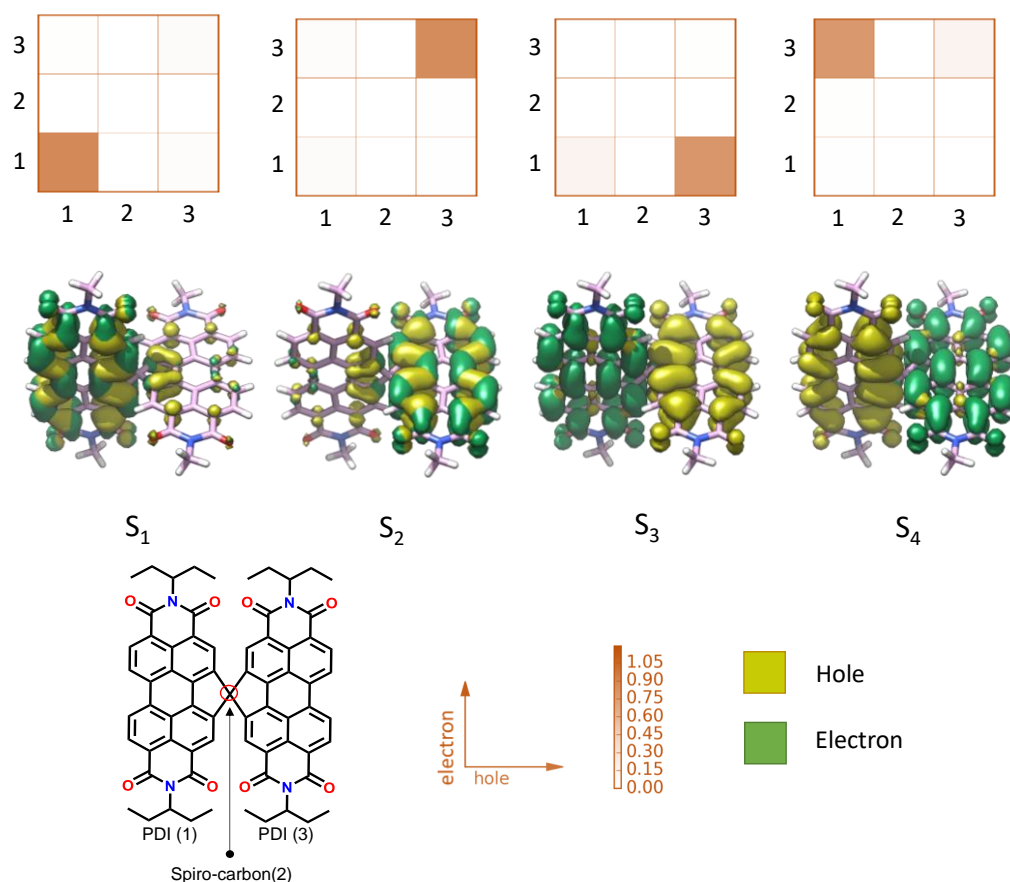 3 3 3 3
2 2 2 2
1 1 1 1
1 2 3 1 2 3 1 2 3 1 2 3
S₁ S₂ S₃ S₄
N N
O O O O
O O O O
N N
PDI (1) PDI (3)
Spiro-carbon(2)
electron
hole
1.05
0.90
0.75
0.60
0.45
0.30
0.15
0.00
Hole
Electron